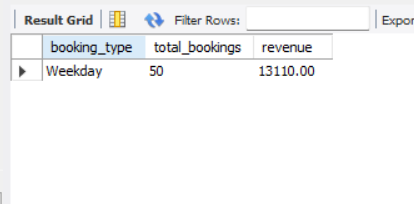 Result Grid Filter Rows: Expor
booking_type total_bookings revenue
Weekday 50 13110.00